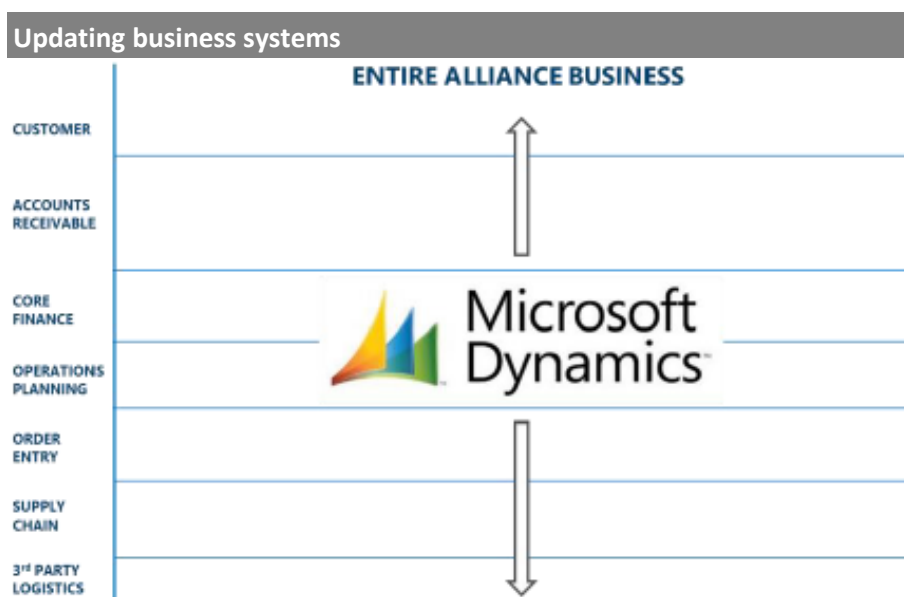 Updating business systems
ENTIRE ALLIANCE BUSINESS
CUSTOMER
ACCOUNTS
RECEIVABLE
CORE
FINANCE
Microsoft
Dynamics™
OPERATIONS
PLANNING
ORDER
ENTRY
SUPPLY
CHAIN
3rd PARTY
LOGISTICS